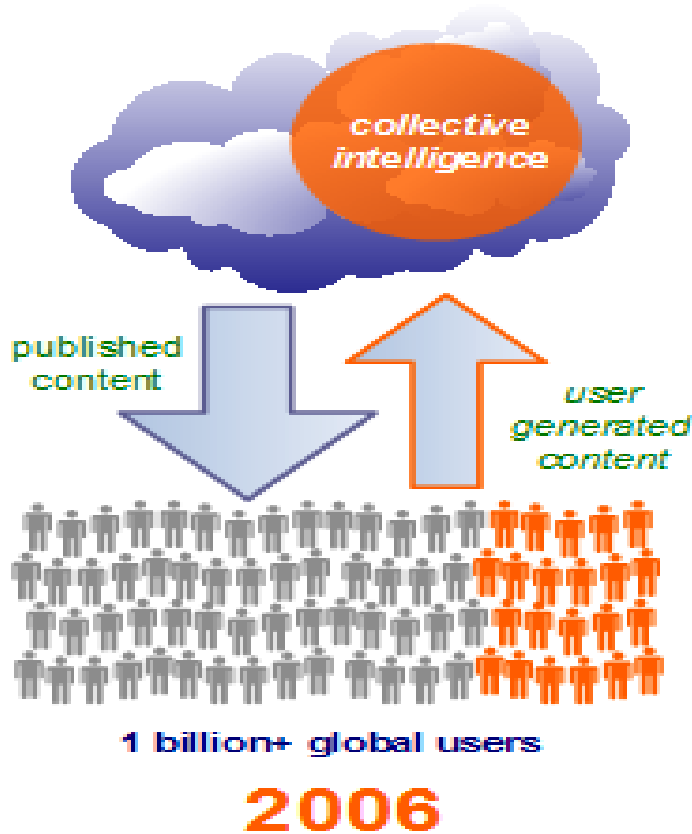 collective
intelligence
published
content
user
generated
content
1 billion+ global users
2006